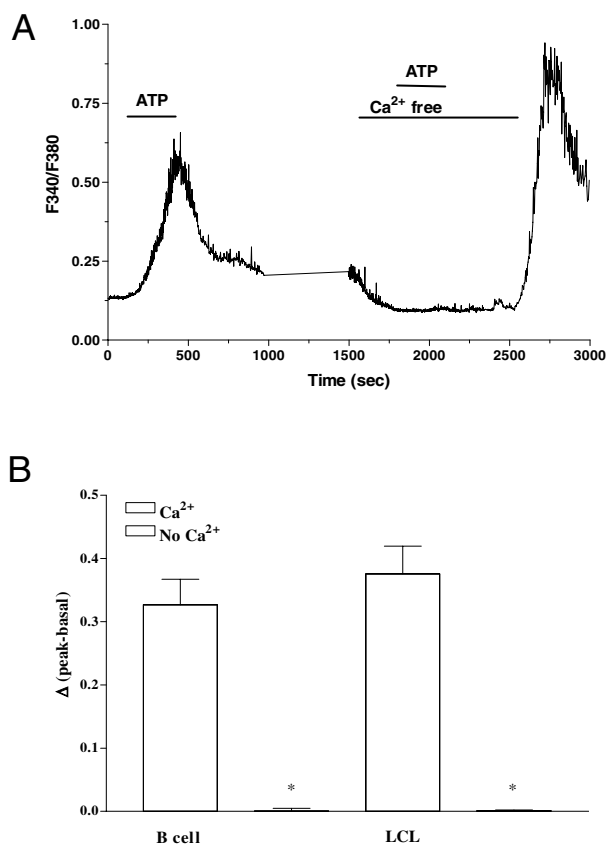 A
1.00
0.75
0.50
0.25
0.00
F340/F380
ATP
ATP
Ca²⁺ free
0 500 1000 1500 2000 2500 3000
Time (sec)
B
0.5
0.4
0.3
0.2
0.1
0.0
Δ (peak-basal)
Ca²⁺
No Ca²⁺
* *
B cell LCL